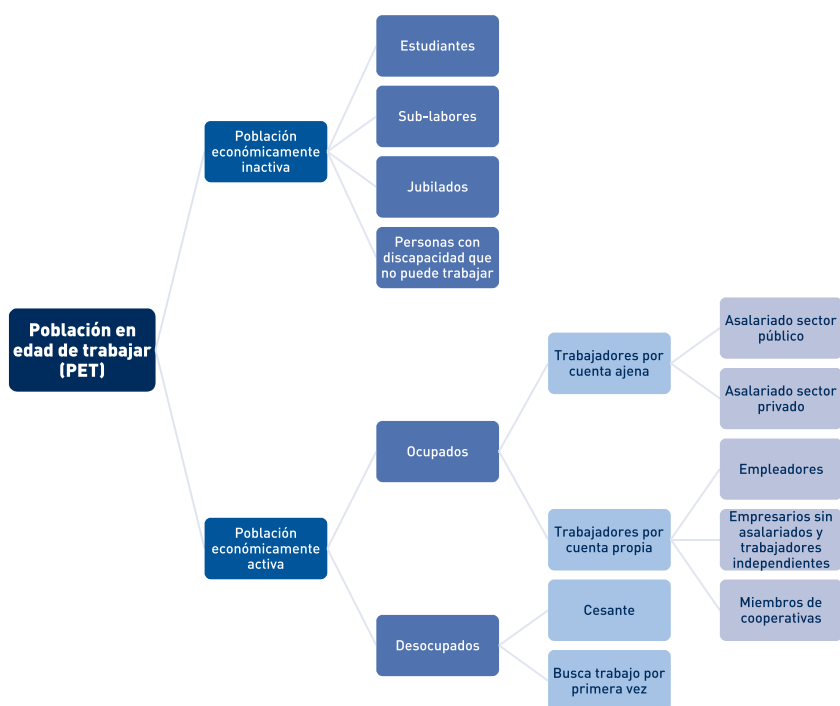 Estudiantes
Sub-labores
Población
económicamente
inactiva
Jubilados
Personas con
discapacidad que
no puede trabajar
Población en
edad de trabajar
(PET)
Asalariado sector
público
Trabajadores por
cuenta ajena
Asalariado sector
privado
Ocupados
Empleadores
Población
económicamente
activa
Trabajadores por
cuenta propia
Empresarios sin
asalariados y
trabajadores
independientes
Miembros de
cooperativas
Cesante
Desocupados
Busca trabajo por
primera vez